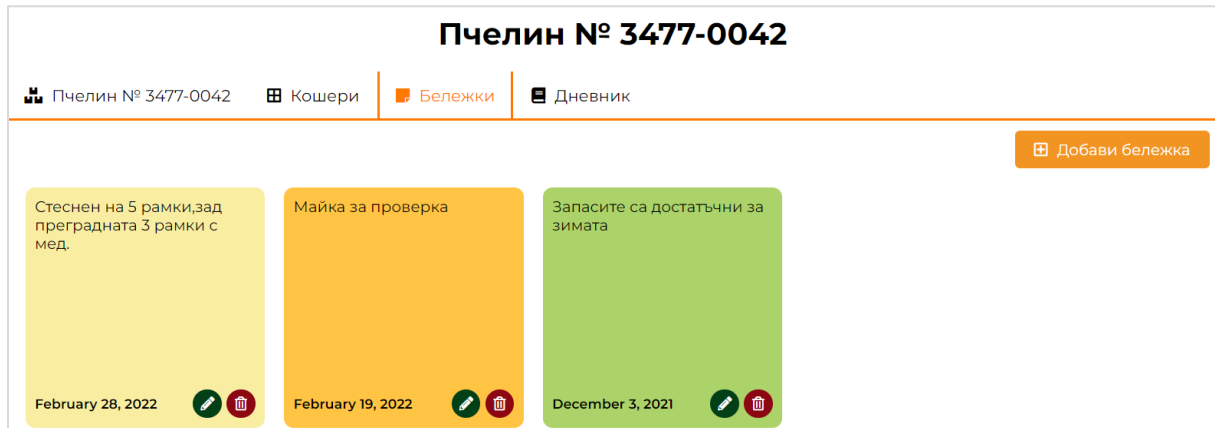 Пчелин № 3477-0042
Пчелин № 3477-0042
Кошери
Бележки
Дневник
Добави бележка
Стеснен на 5 рамки,зад
преградната 3 рамки с
мед.
February 28, 2022
Майка за проверка
February 19, 2022
Запасите са достатъчни за
зимата
December 3, 2021